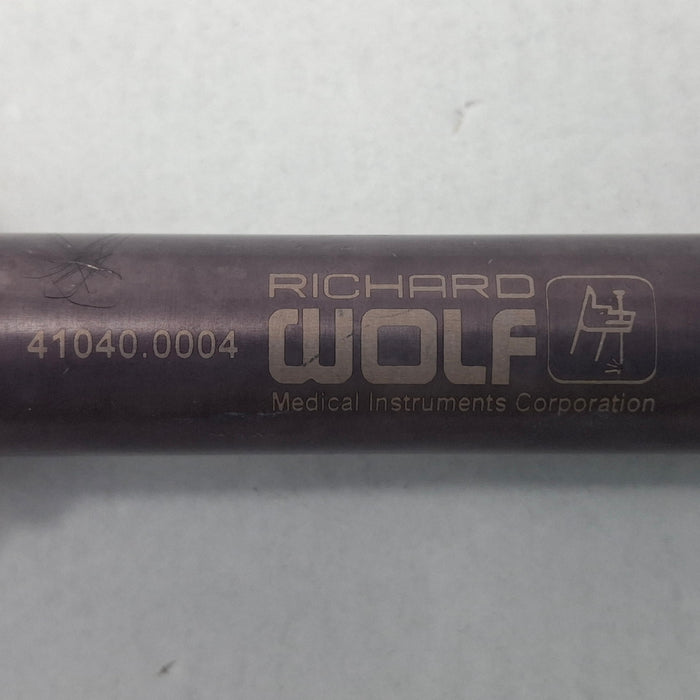 RICHARD
41040.0004 WOLF
Medical Instruments Corporation